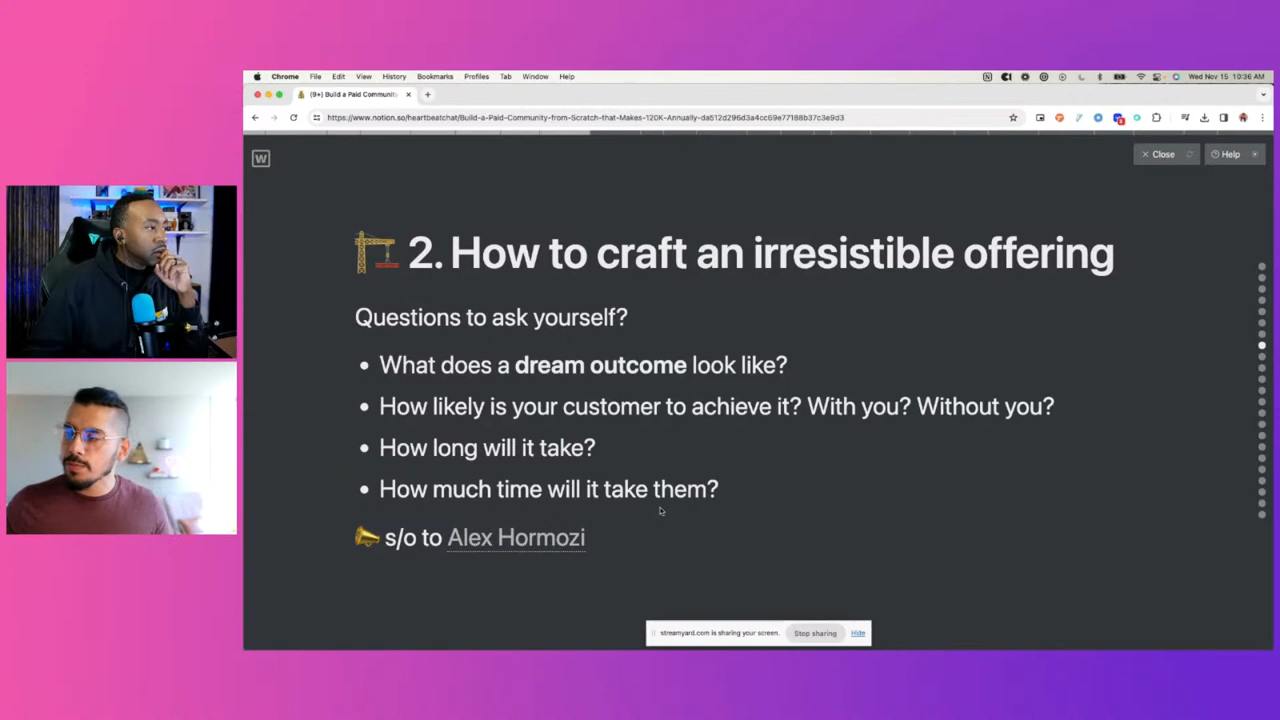 Chrome File Edit View History Bookmarks Profiles Tab Window Help Wed Nov 15 10:36 AM
(9+) Build a Paid Community
https://www.notion.so/heartbeatchat/Build-a-Paid-Community-from-Scratch-that-Makes-120K-Annually-da512d296d3a4cc69e77188b37c3e9d3
W Close Help
2. How to craft an irresistible offering
Questions to ask yourself?
• What does a dream outcome look like?
• How likely is your customer to achieve it? With you? Without you?
• How long will it take?
• How much time will it take them?
s/o to Alex Hormozi
streamyard.com is sharing your screen. Stop sharing Hide